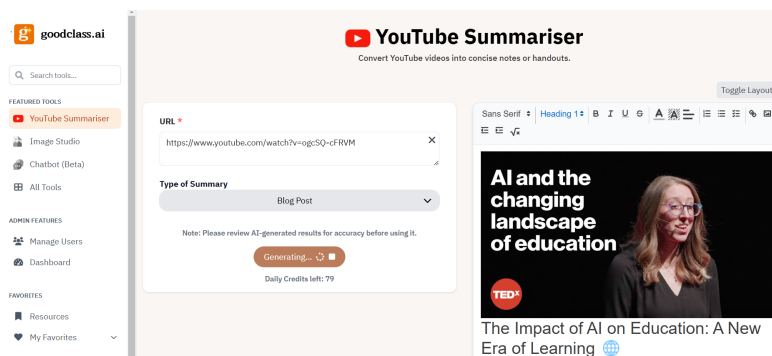 goodclass.ai
Search tools...
FEATURED TOOLS
YouTube Summariser
Image Studio
Chatbot (Beta)
All Tools
ADMIN FEATURES
Manage Users
Dashboard
FAVORITES
Resources
My Favorites
YouTube Summariser
Convert YouTube videos into concise notes or handouts.
Toggle Layout
URL *
https://www.youtube.com/watch?v=ogcSQ-cFRVM
Type of Summary
Blog Post
Note: Please review AI-generated results for accuracy before using it.
Generating...
Daily Credits left: 79
Sans Serif Heading 1 B I U S A A
√x
AI and the
changing
landscape
of education
TEDx
The Impact of AI on Education: A New
Era of Learning